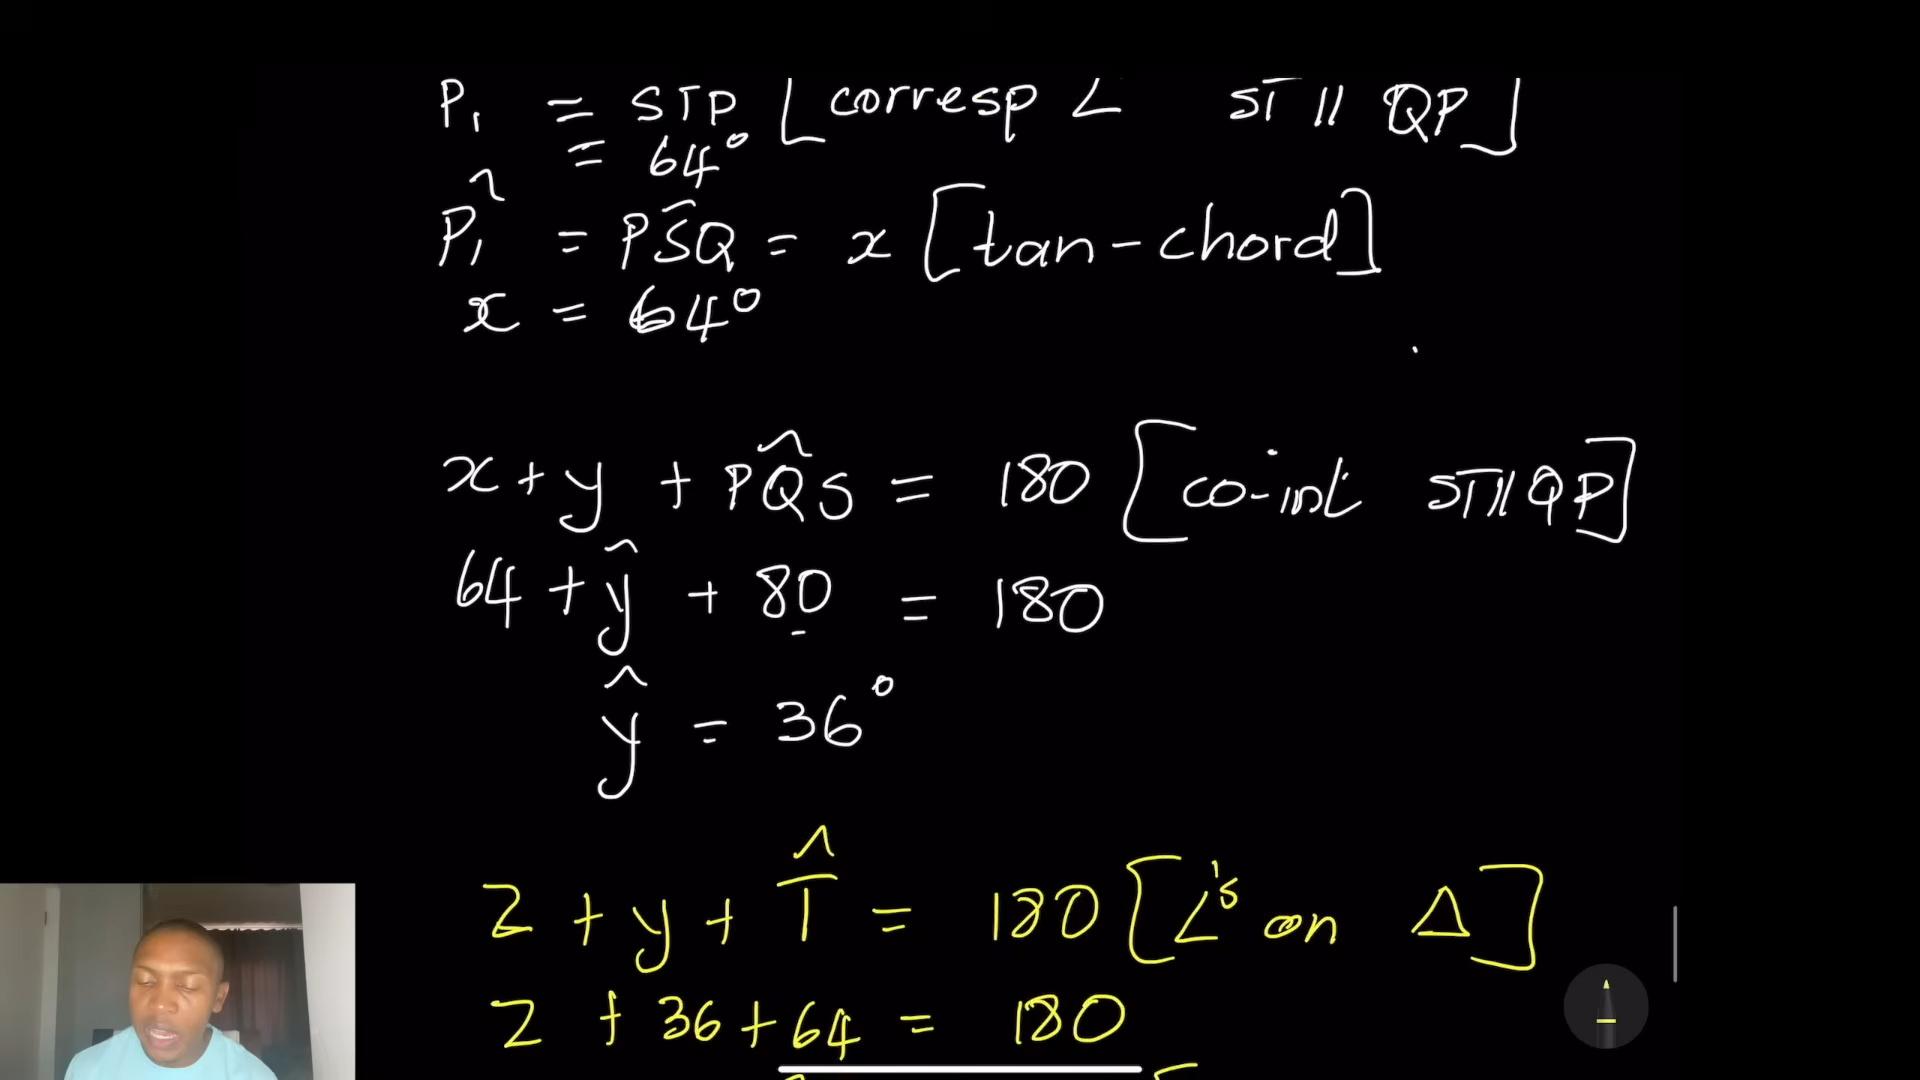 P₁ = STP [corresp ∠ ST // QP]
= 64°
P̂₁ = PŜQ = x [tan-chord]
x = 64°
x + y + PQ̂S = 180 [co-int ST//QP]
64 + ŷ + 80 = 180
ŷ = 36°
z + y + T̂ = 180 [∠'s on Δ]
z + 36 + 64 = 180